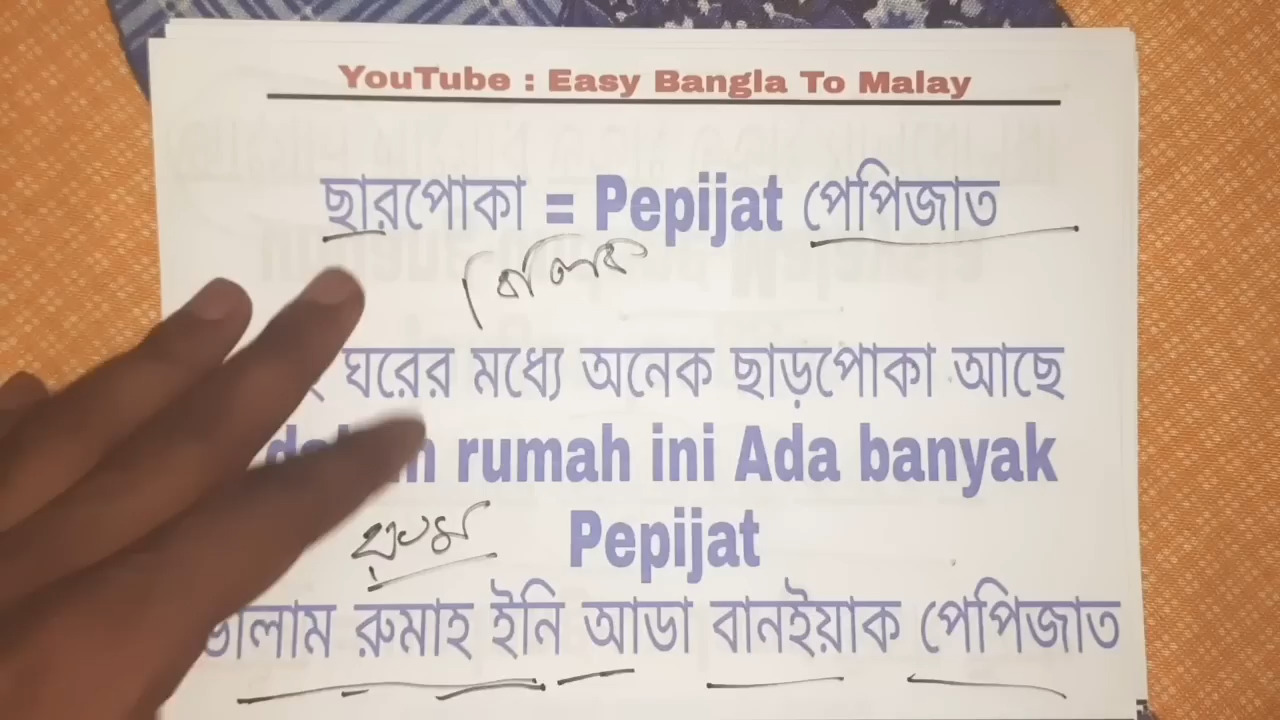 YouTube : Easy Bangla To Malay
ছারপোকা = Pepijat পেপিজাত
ঘরের মধ্যে অনেক ছাড়পোকা আছে
rumah ini Ada banyak
Pepijat
রুমাহ ইনি আডা বানইয়াক পেপিজাত